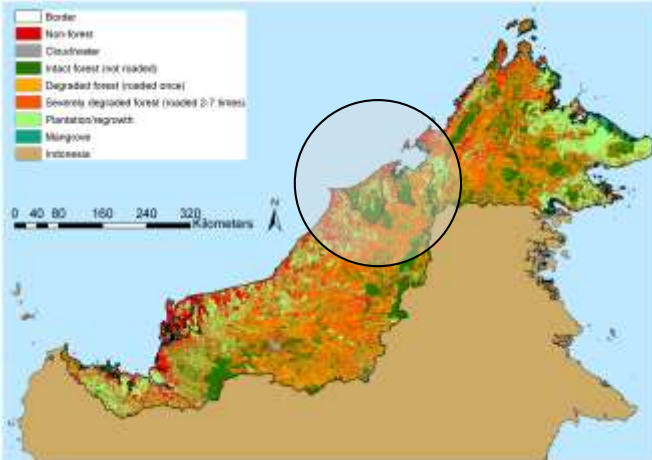 Border
Non-forest
Cloud/water
Intact forest (not roaded)
Degraded forest (roaded once)
Severely degraded forest (roaded 2-7 times)
Plantation/regrowth
Mangrove
Indonesia
N
0 40 80 160 240 320
Kilometers